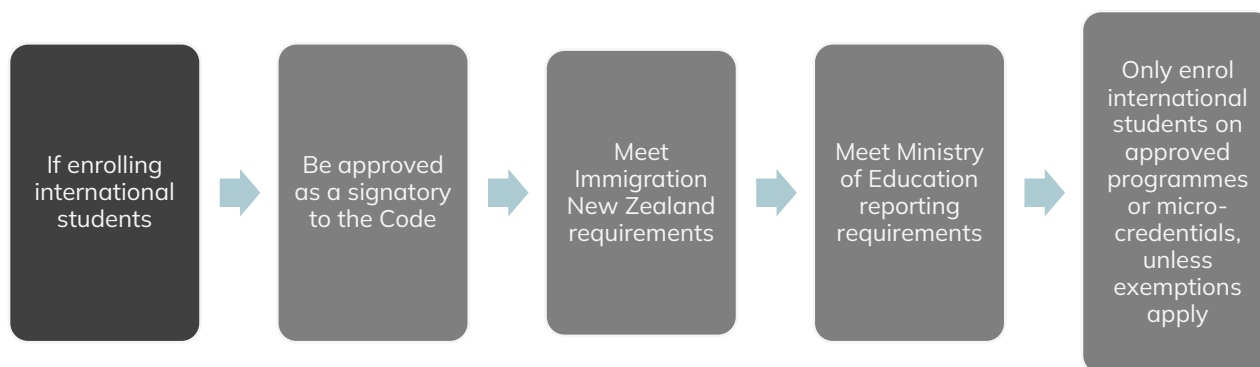 If enrolling
international
students
Be approved
as a signatory
to the Code
Meet
Immigration
New Zealand
requirements
Meet Ministry
of Education
reporting
requirements
Only enrol
international
students on
approved
programmes
or micro-
credentials,
unless
exemptions
apply